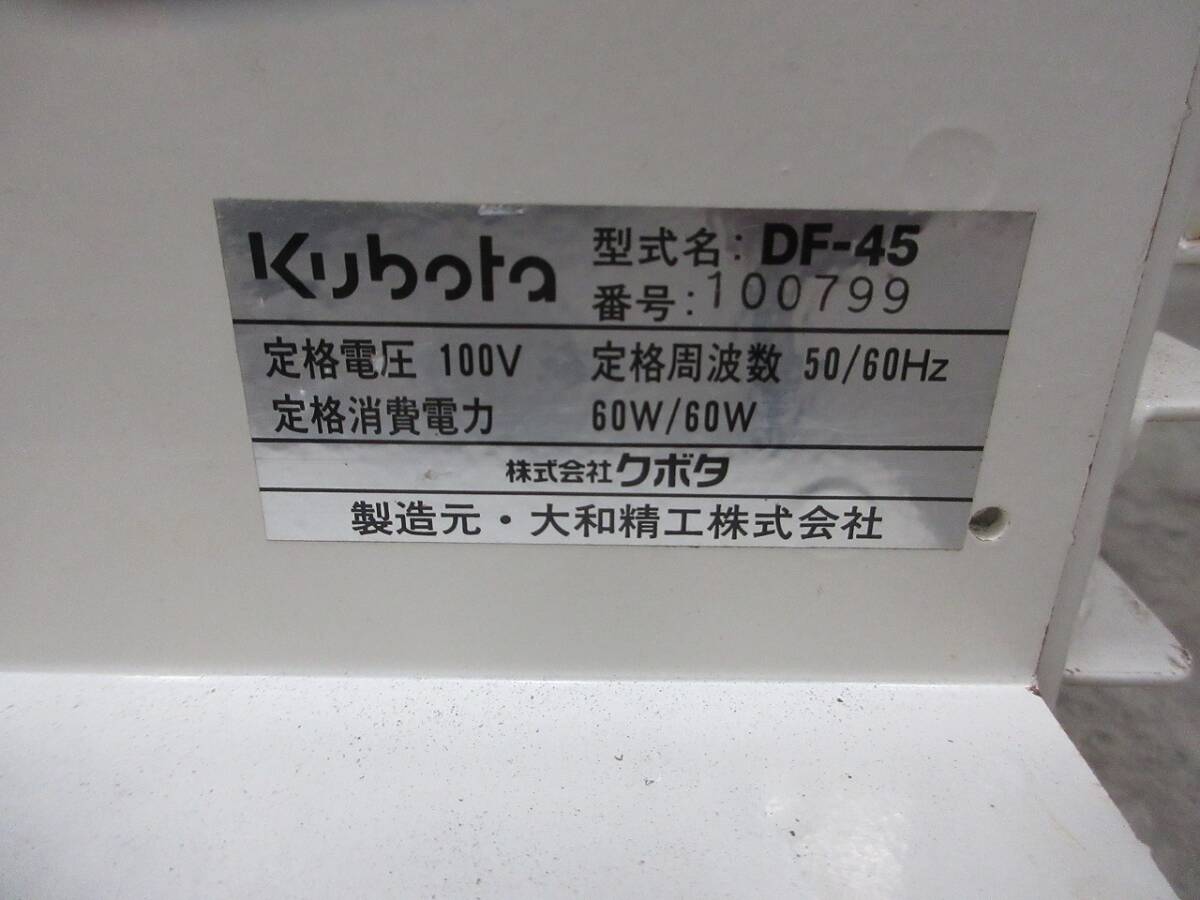 Kubota 型式名: DF-45
番号: 100799
定格電圧 100V 定格周波数 50/60Hz
定格消費電力 60W/60W
株式会社クボタ
製造元・大和精工株式会社